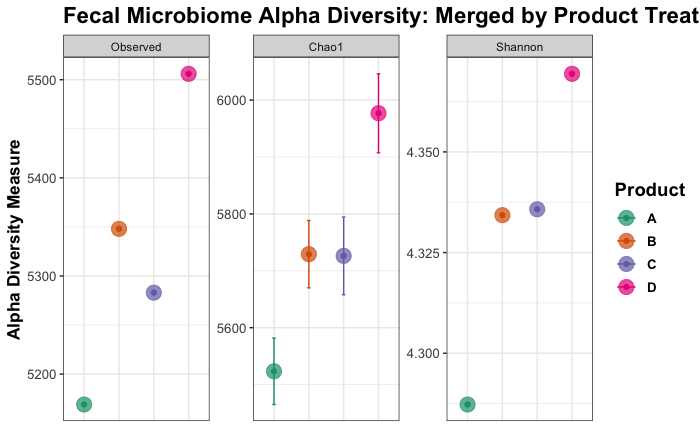 Fecal Microbiome Alpha Diversity: Merged by Product Treat
Observed
Chao1
Shannon
Alpha Diversity Measure
5500
5400
5300
5200
6000
5800
5600
4.350
4.325
4.300
Product
A
B
C
D